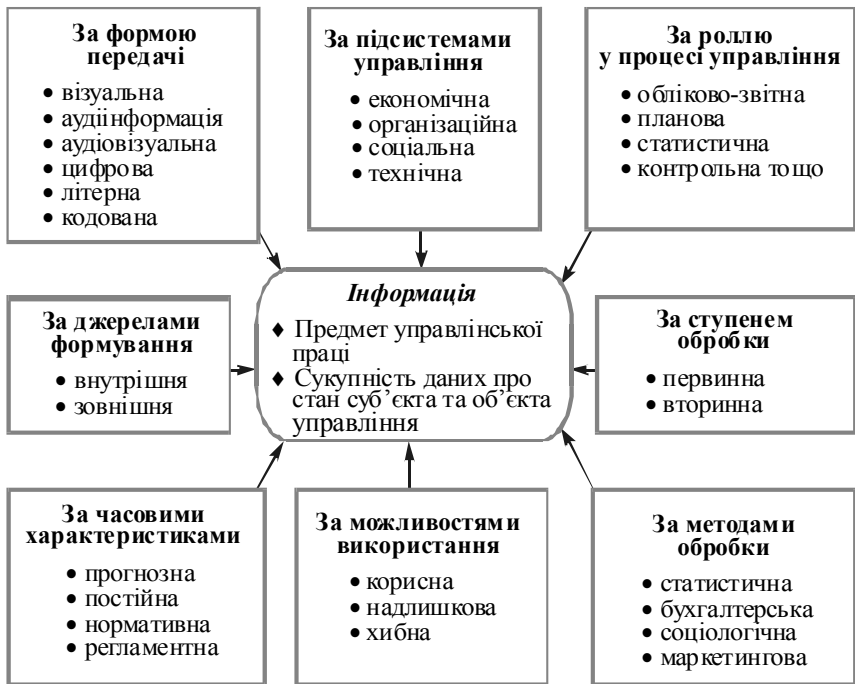 За формою
передачі
• візуальна
• аудіінформація
• аудіовізуальна
• цифрова
• літерна
• кодована
За підсистемами
управління
• економічна
• організаційна
• соціальна
• технічна
За роллю
у процесі управління
• обліково-звітна
• планова
• статистична
• контрольна тощо
За джерелами
формування
• внутрішня
• зовнішня
Інформація
♦ Предмет управлінської
праці
♦ Сукупність даних про
стан суб’єкта та об’єкта
управління
За ступенем
обробки
• первинна
• вторинна
За часовими
характеристиками
• прогнозна
• постійна
• нормативна
• регламентна
За можливостями
використання
• корисна
• надлишкова
• хибна
За методами
обробки
• статистична
• бухгалтерська
• соціологічна
• маркетингова